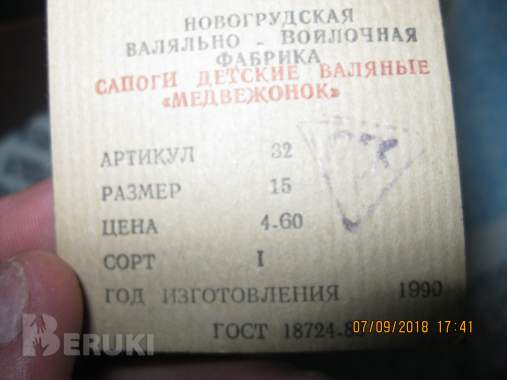 НОВОГРУДСКАЯ
ВАЛЯЛЬНО - ВОЙЛОЧНАЯ
ФАБРИКА
САПОГИ ДЕТСКИЕ ВАЛЯНЫЕ
«МЕДВЕЖОНОК»
АРТИКУЛ 32
РАЗМЕР 15
ЦЕНА 4-60
СОРТ I
ГОД ИЗГОТОВЛЕНИЯ 1990
ГОСТ
07/09/2018 17:41
BERUKI